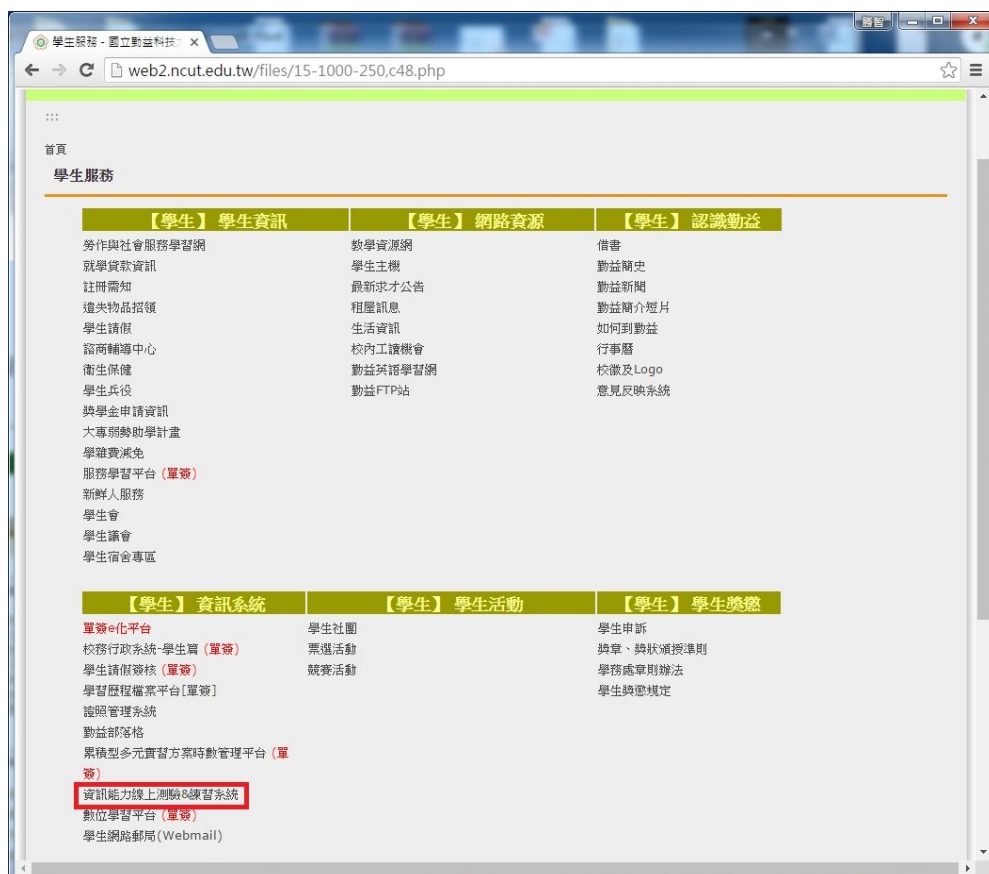 勝智
學生服務 - 國立勤益科技
web2.ncut.edu.tw/files/15-1000-250,c48.php
:::
首頁
學生服務
【學生】 學生資訊
勞作與社會服務學習網
就學貸款資訊
註冊需知
遺失物品招領
學生請假
諮商輔導中心
衛生保健
學生兵役
獎學金申請資訊
大專弱勢助學計畫
學雜費減免
服務學習平台 (單簽)
新鮮人服務
學生會
學生議會
學生宿舍專區
【學生】 網路資源
數學資源網
學生主機
最新求才公告
租屋訊息
生活資訊
校內工讀機會
勤益英語學習網
勤益FTP站
【學生】 認識勤益
借書
勤益簡史
勤益新聞
勤益簡介短片
如何到勤益
行事曆
校徽及Logo
意見反映系統
【學生】 資訊系統
單簽e化平台
校務行政系統-學生篇 (單簽)
學生請假簽核 (單簽)
學習歷程檔案平台[單簽]
證照管理系統
勤益部落格
累積型多元實習方案時數管理平台 (單
簽)
資訊能力線上測驗&練習系統
數位學習平台 (單簽)
學生網路郵局(Webmail)
【學生】 學生活動
學生社團
票選活動
競賽活動
【學生】 學生獎懲
學生申訴
獎章、獎狀頒授準則
學務處章則辦法
學生獎懲規定